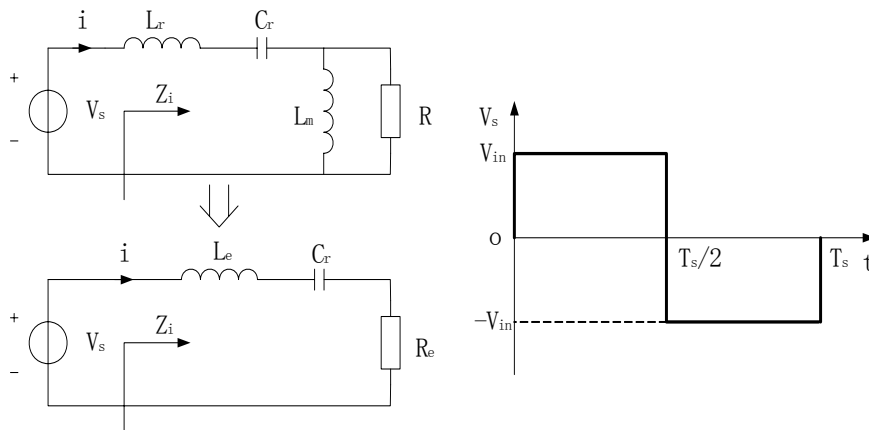 i
Lr
Cr
+
Vs
-
Zi
Lm
R
i
Le
Cr
+
Vs
-
Zi
Re
Vs
Vin
o
Ts/2
Ts
t
-Vin